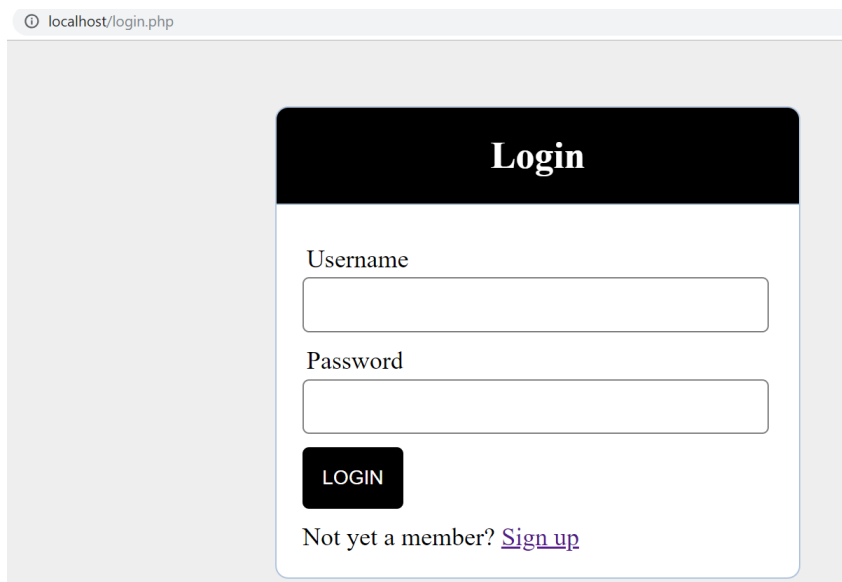 localhost/login.php
Login
Username
Password
LOGIN
Not yet a member? Sign up